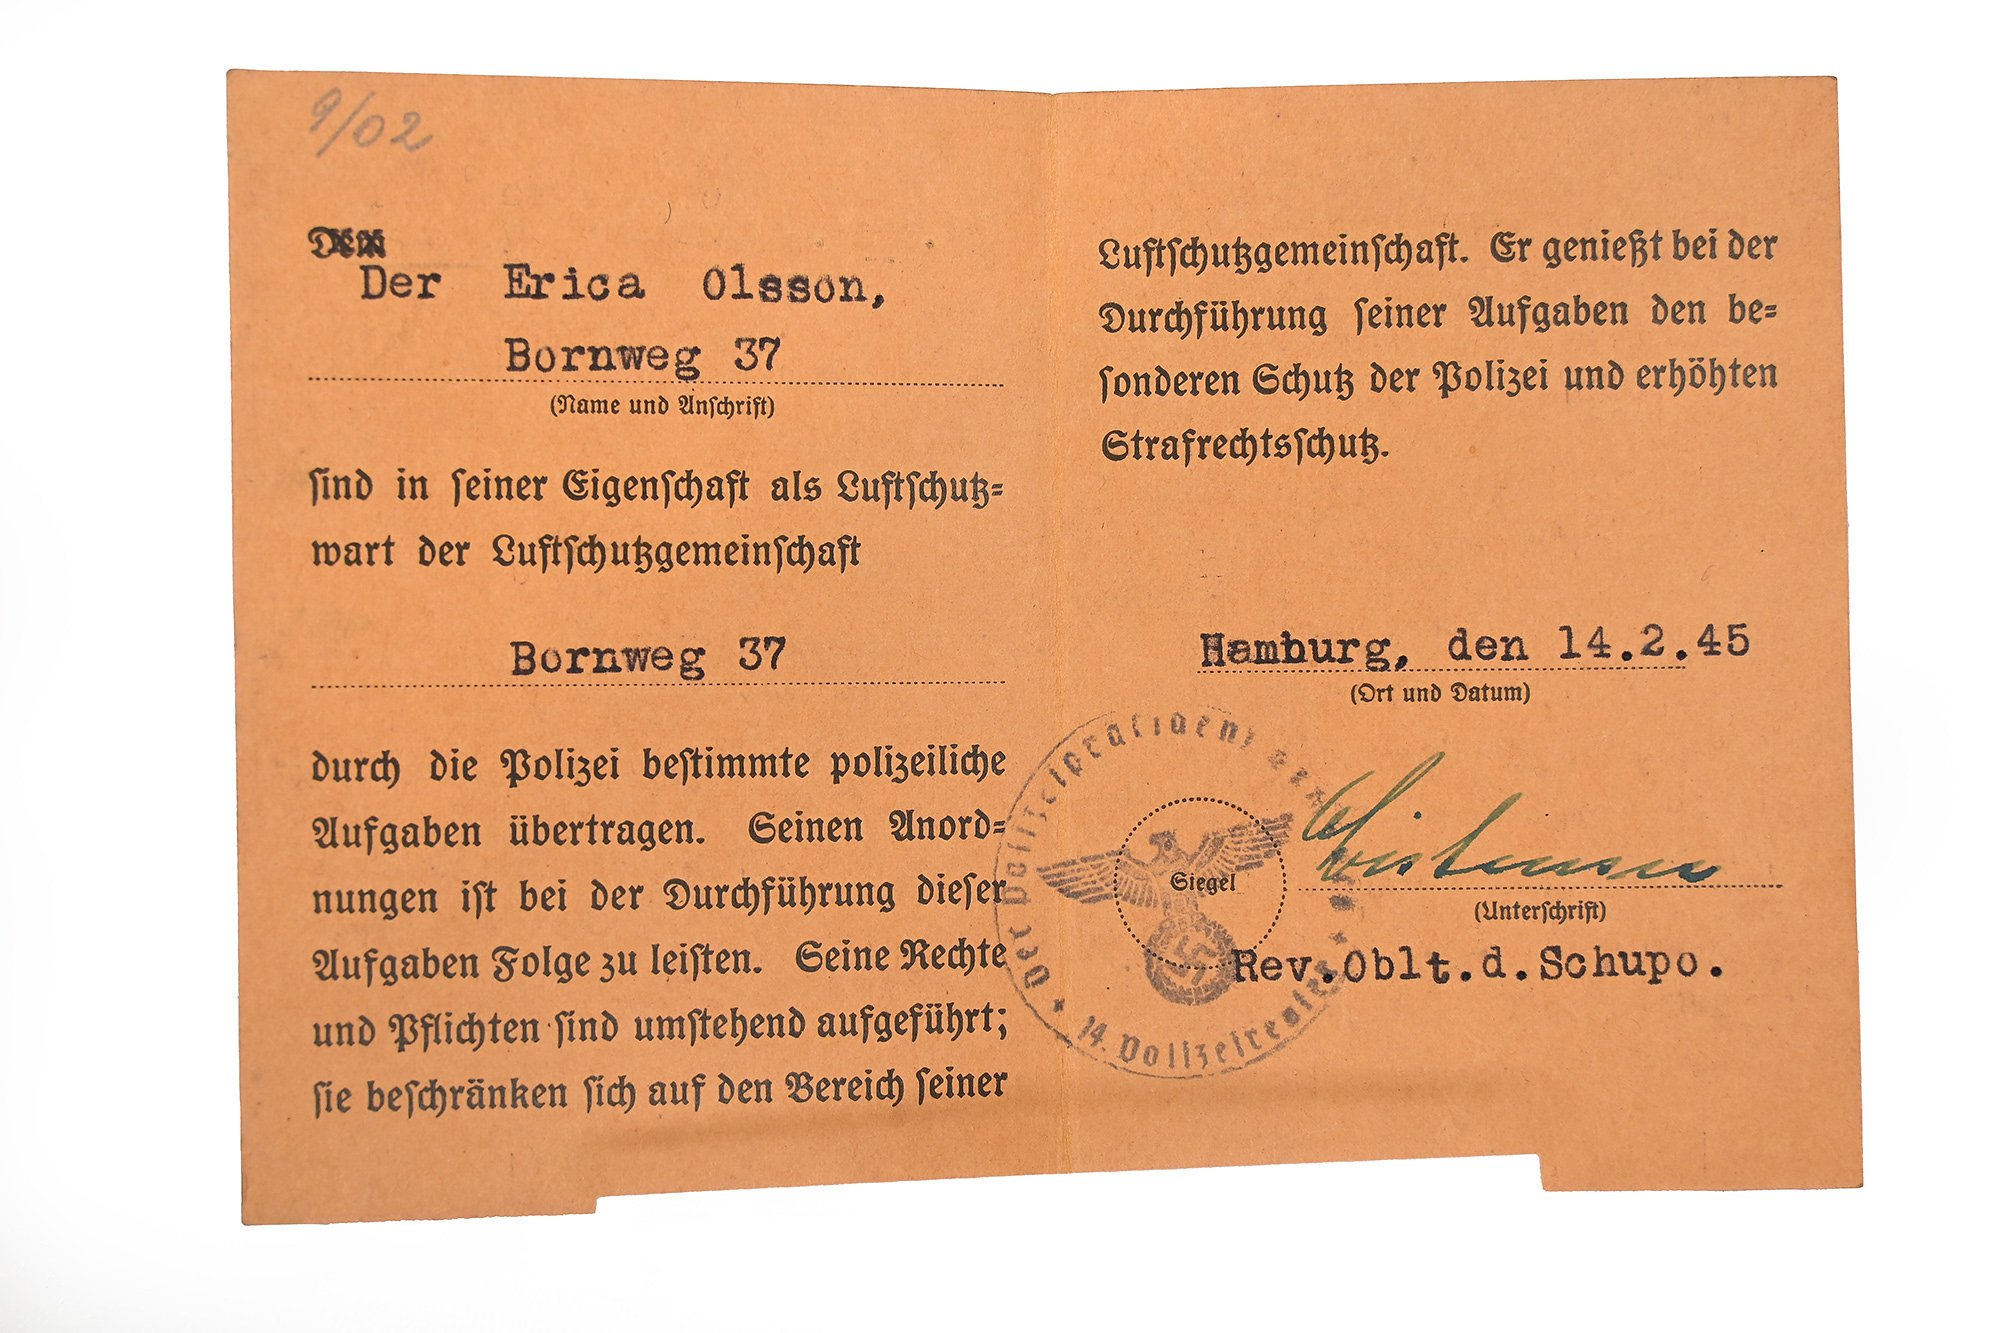 9/02
Dem
Der Erica Olsson,
Bornweg 37
(Name und Anschrift)
sind in seiner Eigenschaft als Luftschutz=
wart der Luftschutzgemeinschaft
Bornweg 37
durch die Polizei bestimmte polizeiliche
Aufgaben übertragen. Seinen Anord=
nungen ist bei der Durchführung dieser
Aufgaben Folge zu leisten. Seine Rechte
und Pflichten sind umstehend aufgeführt;
sie beschränken sich auf den Bereich seiner
Luftschutzgemeinschaft. Er genießt bei der
Durchführung seiner Aufgaben den be=
sonderen Schutz der Polizei und erhöhten
Strafrechtsschutz.
Hamburg, den 14.2.45
(Ort und Datum)
Der Polizeipräsident
Siegel
14. Polizeirevier
(Unterschrift)
Rev.Oblt.d.Schupo.